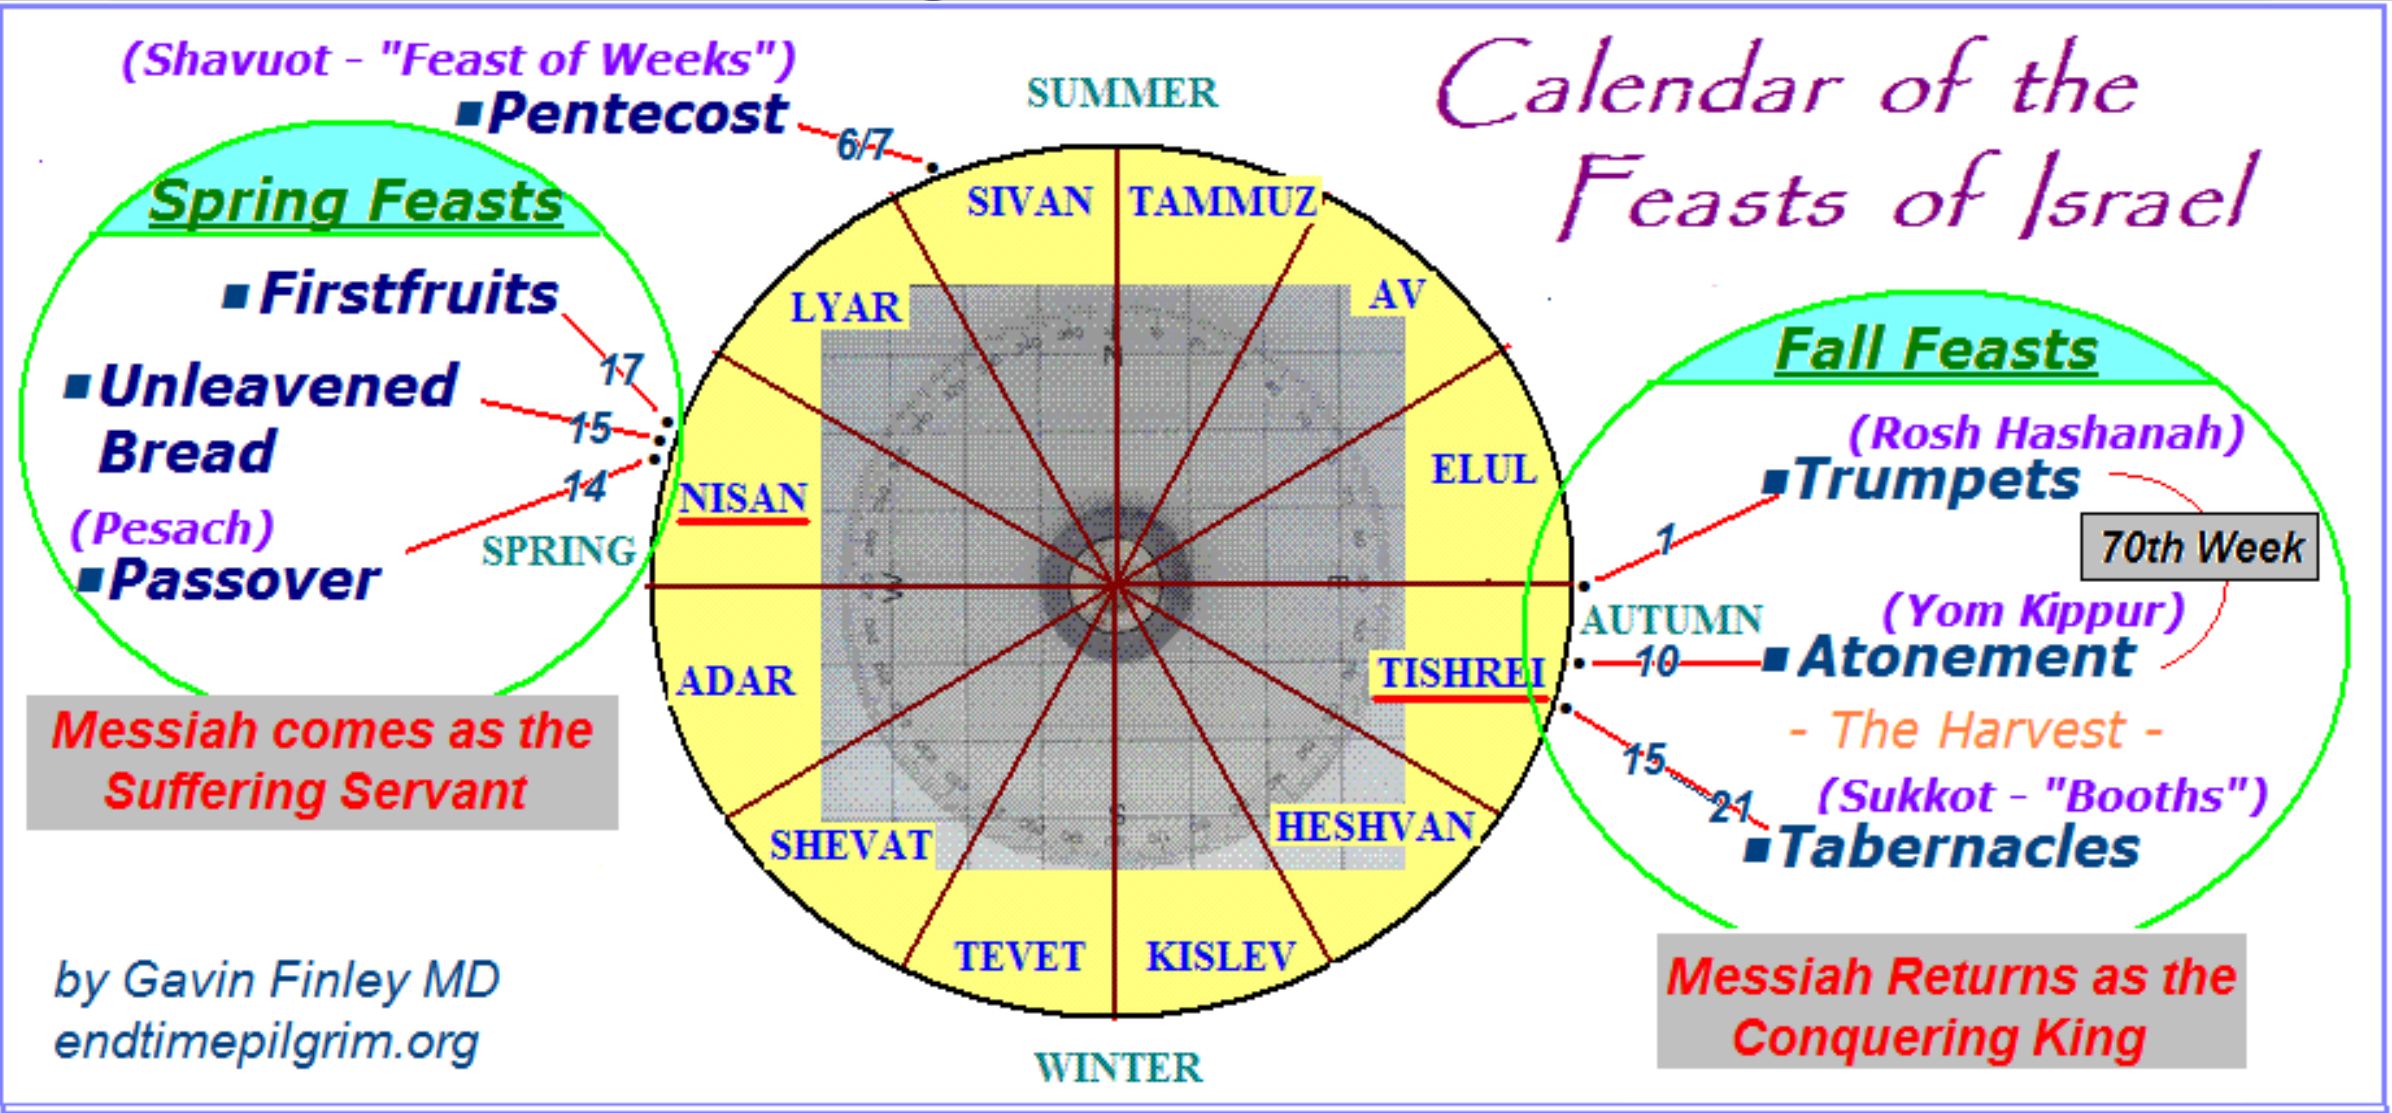 Calendar of the
Feasts of Israel
(Shavuot - "Feast of Weeks")
Pentecost
6/7
Spring Feasts
Firstfruits
17
Unleavened
Bread
15
14
(Pesach)
Passover
SPRING
Messiah comes as the
Suffering Servant
by Gavin Finley MD
endtimepilgrim.org
SUMMER
SIVAN
TAMMUZ
LYAR
AV
NISAN
ELUL
ADAR
TISHREI
SHEVAT
HESHVAN
TEVET
KISLEV
WINTER
N
W
E
S
AUTUMN
Fall Feasts
(Rosh Hashanah)
Trumpets
1
70th Week
(Yom Kippur)
Atonement
10
- The Harvest -
(Sukkot - "Booths")
15
21
Tabernacles
Messiah Returns as the
Conquering King